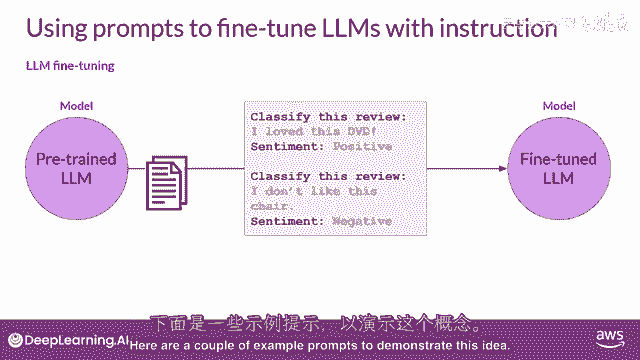 Using prompts to fine-tune LLMs with instruction
LLM fine-tuning
Model
Pre-trained
LLM
Classify this review:
I loved this DVD!
Sentiment: Positive
Classify this review:
I don't like this
chair.
Sentiment: Negative
Model
Fine-tuned
LLM
下面是一些示例提示，以演示这个概念。
DeepLearning.AI
Here are a couple of example prompts to demonstrate this idea.
aws